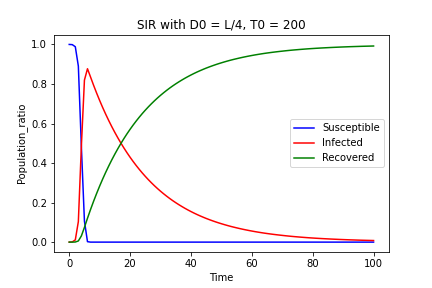 SIR with D0 = L/4, T0 = 200
Population_ratio
1.0
0.8
0.6
0.4
0.2
0.0
Susceptible
Infected
Recovered
0 20 40 60 80 100
Time